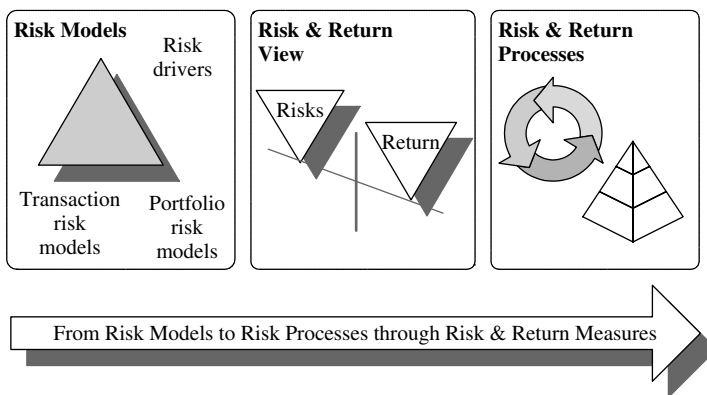 Risk Models
Risk
drivers
Transaction
risk
models
Portfolio
risk
models
Risk & Return
View
Risks
Return
Risk & Return
Processes
From Risk Models to Risk Processes through Risk & Return Measures